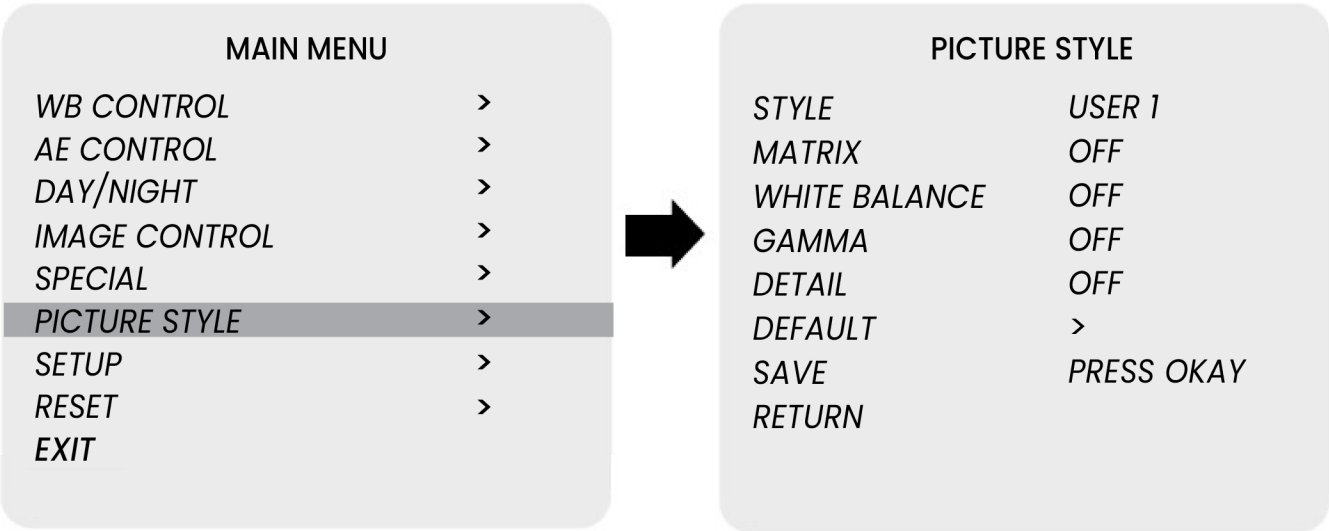 MAIN MENU
WB CONTROL >
AE CONTROL >
DAY/NIGHT >
IMAGE CONTROL >
SPECIAL >
PICTURE STYLE >
SETUP >
RESET >
EXIT
PICTURE STYLE
STYLE USER 1
MATRIX OFF
WHITE BALANCE OFF
GAMMA OFF
DETAIL OFF
DEFAULT >
SAVE PRESS OKAY
RETURN